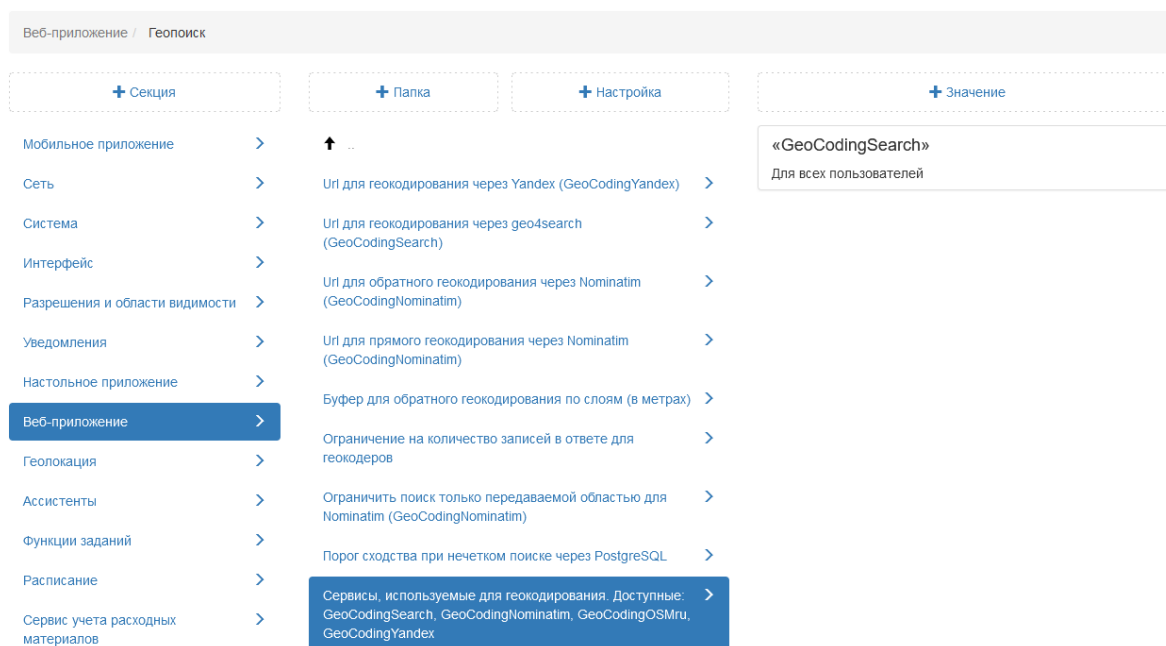 Веб-приложение / Геопоиск
+ Секция
+ Папка
+ Настройка
+ Значение
Мобильное приложение
Сеть
Система
Интерфейс
Разрешения и области видимости
Уведомления
Настольное приложение
Веб-приложение
Геолокация
Ассистенты
Функции заданий
Расписание
Сервис учета расходных
материалов
..
Url для геокодирования через Yandex (GeoCodingYandex)
Url для геокодирования через geo4search
(GeoCodingSearch)
Url для обратного геокодирования через Nominatim
(GeoCodingNominatim)
Url для прямого геокодирования через Nominatim
(GeoCodingNominatim)
Буфер для обратного геокодирования по слоям (в метрах)
Ограничение на количество записей в ответе для
геокодеров
Ограничить поиск только передаваемой областью для
Nominatim (GeoCodingNominatim)
Порог сходства при нечетком поиске через PostgreSQL
Сервисы, используемые для геокодирования. Доступные:
GeoCodingSearch, GeoCodingNominatim, GeoCodingOSMru,
GeoCodingYandex
«GeoCodingSearch»
Для всех пользователей